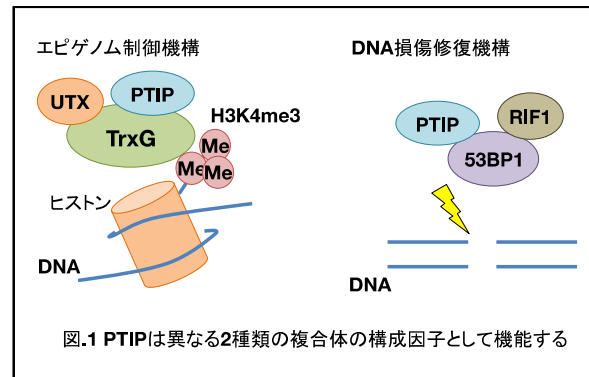 エピゲノム制御機構
UTX
PTIP
TrxG
H3K4me3
Me
Me
Me
ヒストン
DNA
DNA損傷修復機構
PTIP
RIF1
53BP1
DNA
図.1 PTIPは異なる2種類の複合体の構成因子として機能する